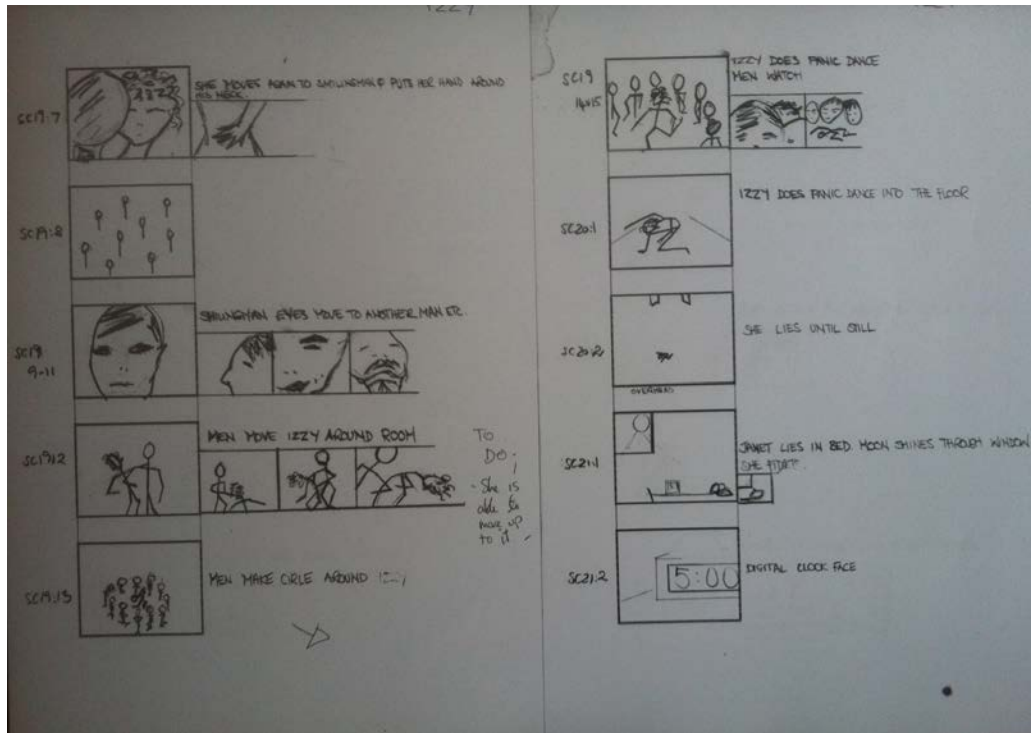 IZZY
SC19:7
SHE MOVES AGAIN TO SMOLINGMAN & PUTS HER HAND AROUND
HIS NECK.
SC19:8
EYES MOVE TO ANOTHER MAN ETC.
SC19
9-11
MEN MOVE IZZY AROUND ROOM
SC19:12
TO
DO:
- She is
able to
up
to it
SC19:13
MEN MAKE CIRLE AROUND IZZY
SC19
14+15
IZZY DOES PANIC DANCE
MEN WATCH
SC20:1
IZZY DOES PANIC DANCE INTO THE FLOOR
SC20:2
SHE LIES UNTIL STILL
OVERHEAD
SC21:1
JANET LIES IN BED. MOON SHINES THROUGH WINDOW
SHE
SC21:2
5:00
DIGITAL CLOCK FACE